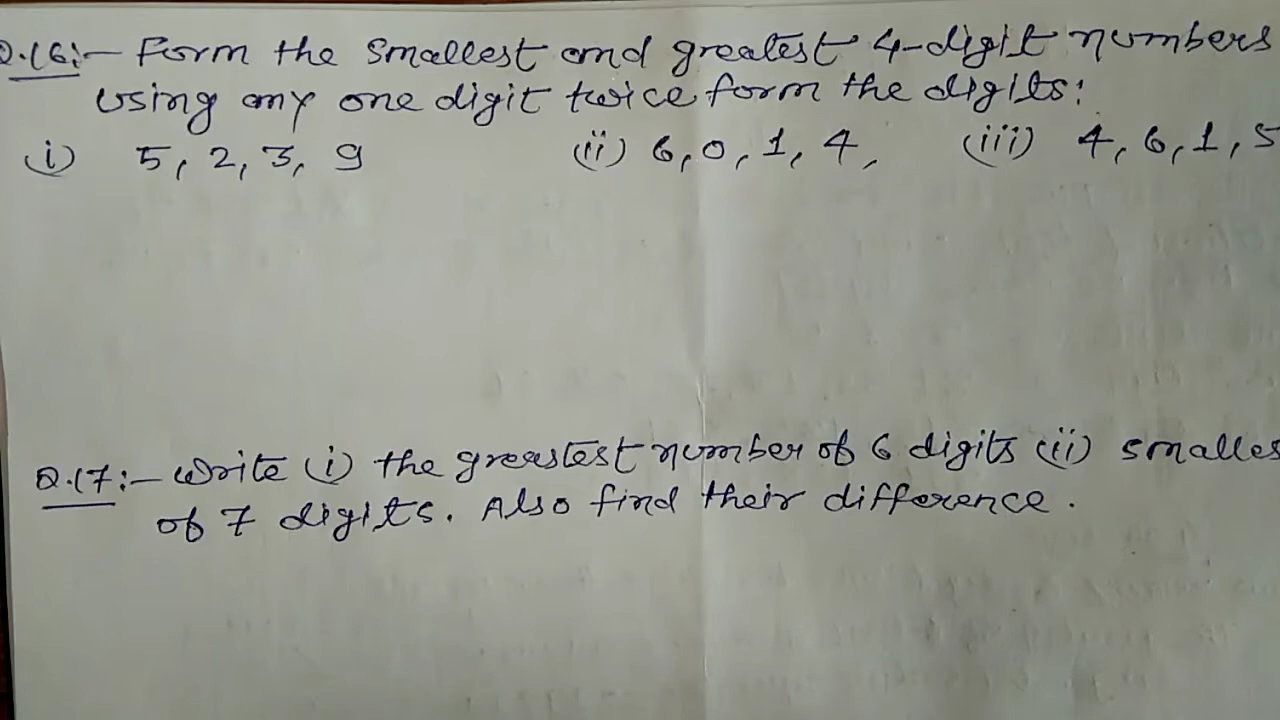 Q.16:- Form the smallest and greatest 4-digit numbers
using any one digit twice form the digits:
(i) 5, 2, 3, 9 (ii) 6, 0, 1, 4, (iii) 4, 6, 1, 5
Q.17:- Write (i) the greastest number of 6 digits (ii) smalles
of 7 digits. Also find their difference.